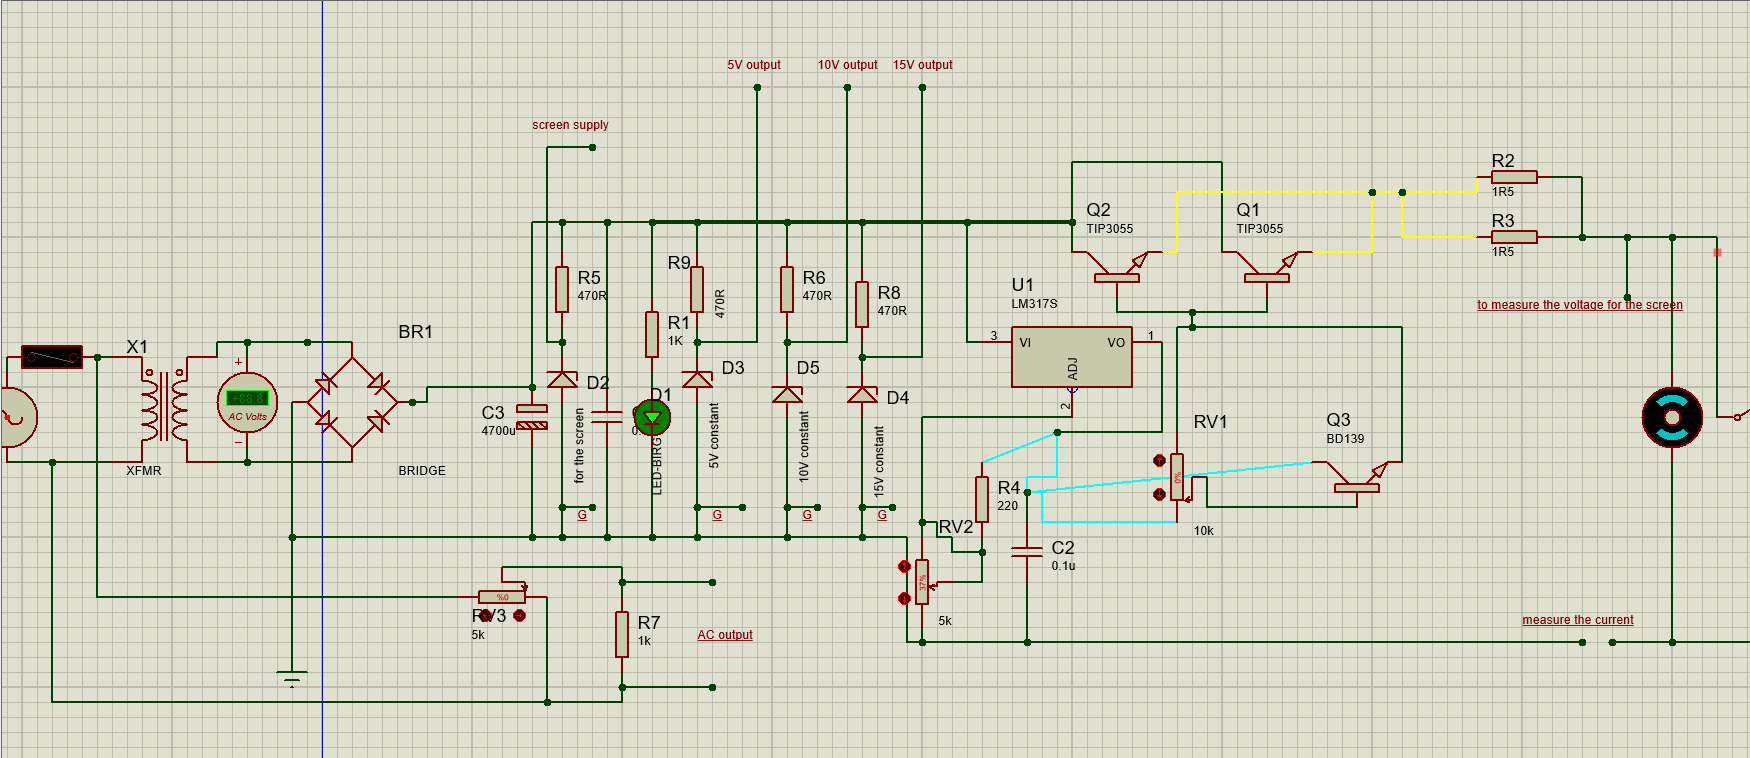 5V output
10V output
15V output
screen supply
R2
1R5
Q2
TIP3055
Q1
TIP3055
R3
1R5
R5
470R
R9
470R
R6
470R
R8
470R
U1
LM317S
to measure the voltage for the screen
R1
1K
3
VI
VO
1
ADJ
2
BR1
X1
+
+88.8
AC Volts
−
XFMR
BRIDGE
D2
D3
D5
D4
D1
C3
4700u
0.
for the screen
LED-BIRG
5V constant
10V constant
15V constant
RV1
0%
10k
Q3
BD139
R4
220
G
G
G
G
RV2
37%
5k
C2
0.1u
%0
RV3
5k
R7
1k
AC output
measure the current